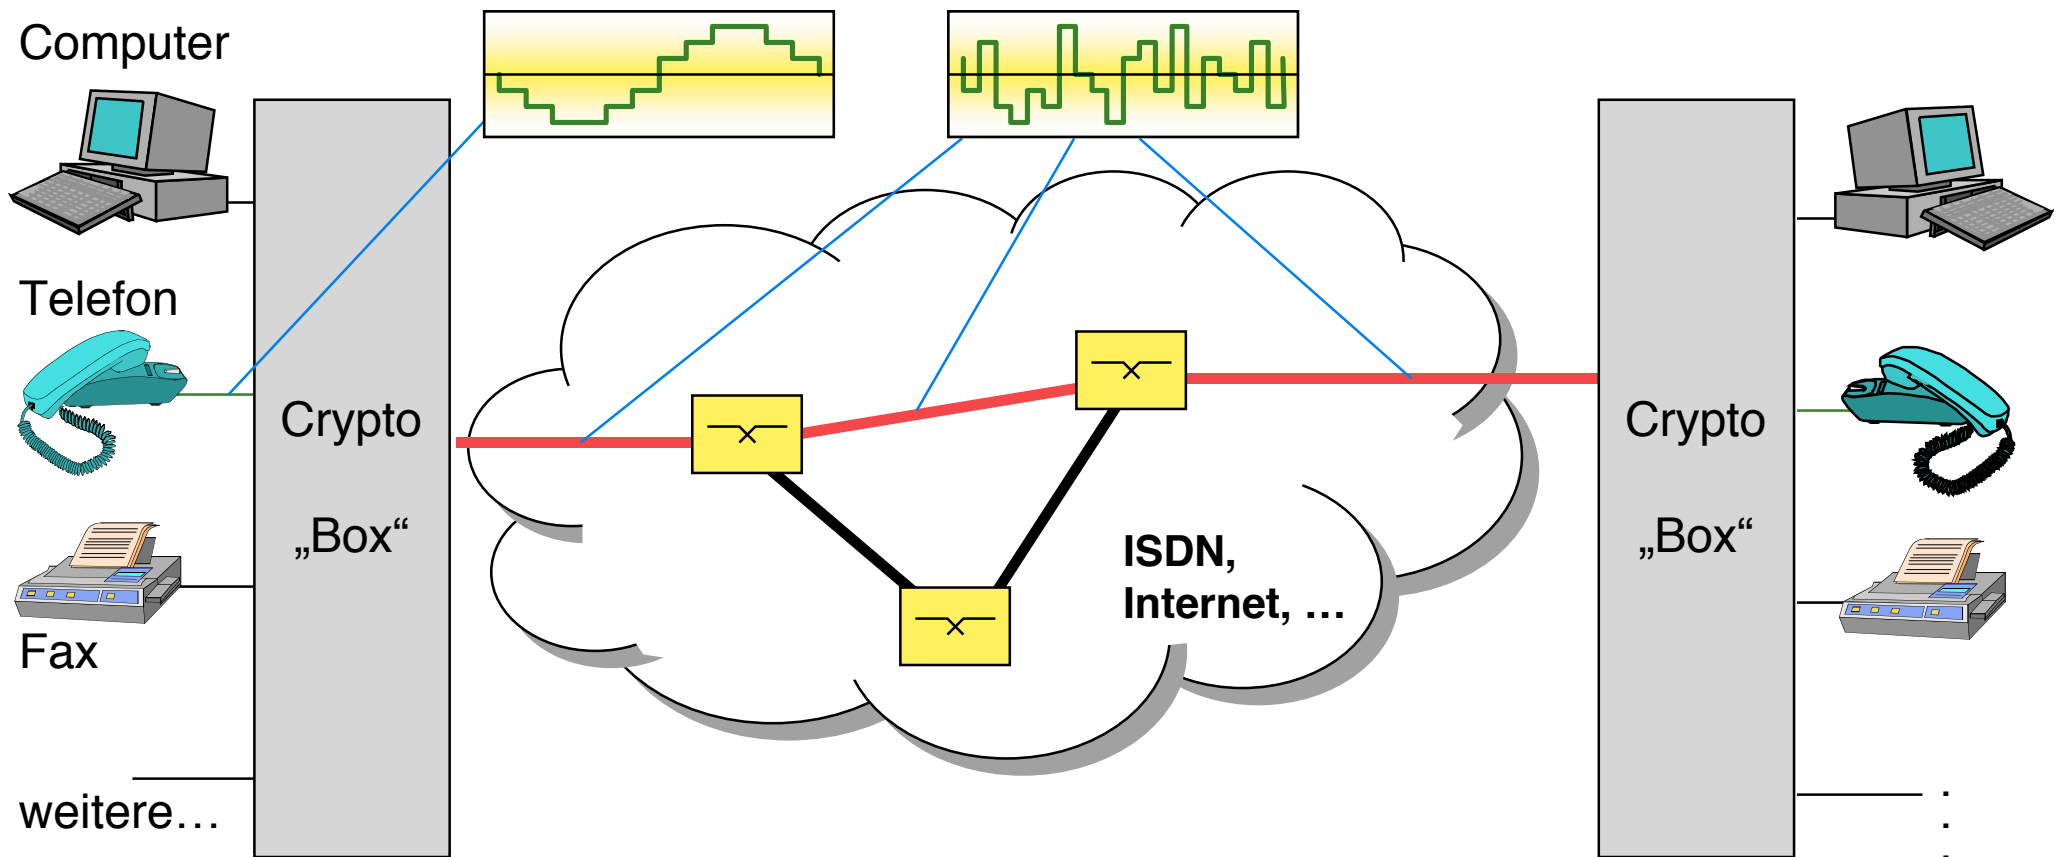 Computer
Telefon
Crypto
„Box“
Fax
weitere…
ISDN,
Internet, …
Crypto
„Box“